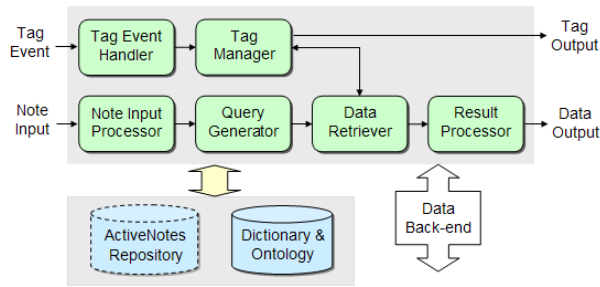 Tag
Event
Tag Event
Handler
Tag
Manager
Tag
Output
Note
Input
Note Input
Processor
Query
Generator
Data
Retriever
Result
Processor
Data
Output
ActiveNotes
Repository
Dictionary &
Ontology
Data
Back-end